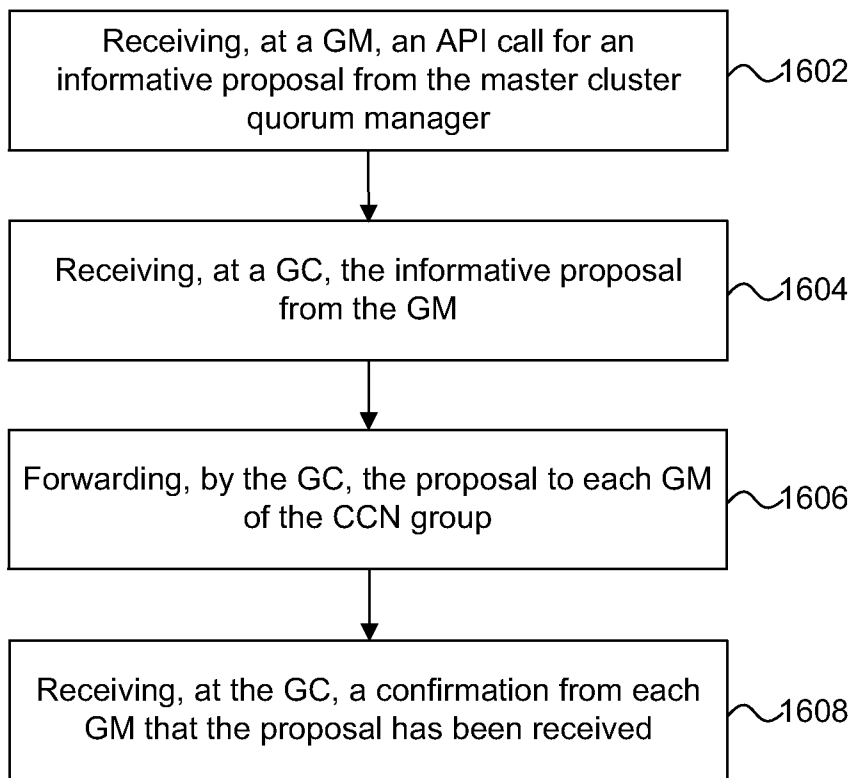 Receiving, at a GM, an API call for an
informative proposal from the master cluster
quorum manager
1602
Receiving, at a GC, the informative proposal
from the GM
1604
Forwarding, by the GC, the proposal to each GM
of the CCN group
1606
Receiving, at the GC, a confirmation from each
GM that the proposal has been received
1608